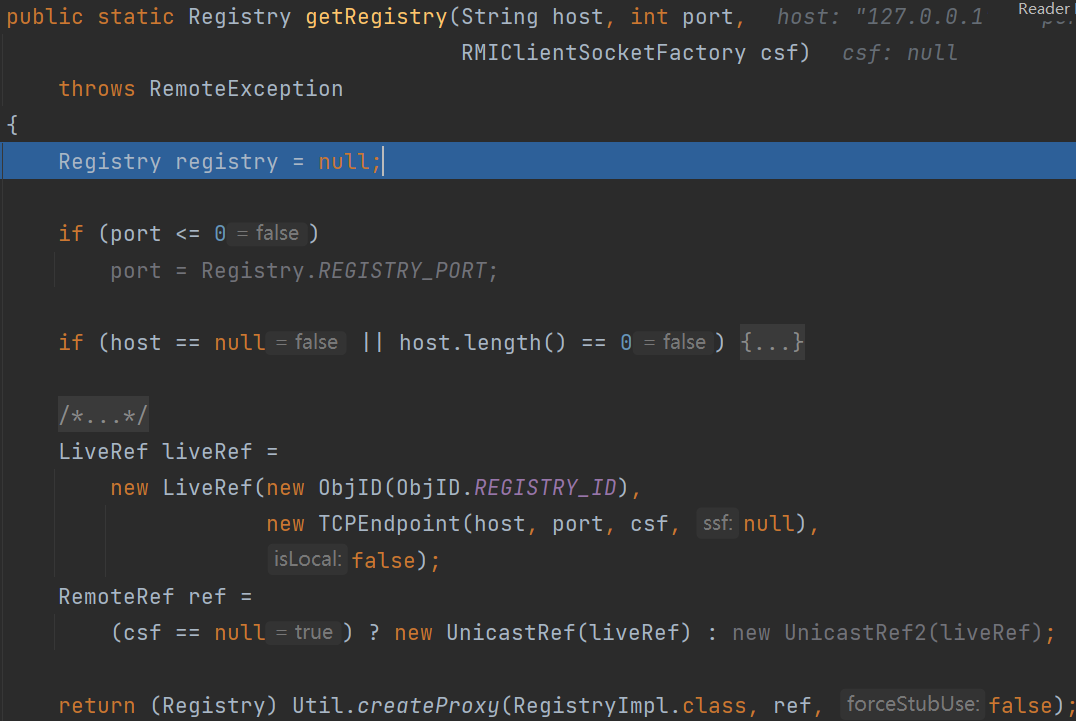 public static Registry getRegistry(String host, int port, host: "127.0.0.1
Reader
RMIClientSocketFactory csf) csf: null
throws RemoteException
{
Registry registry = null;
if (port <= 0 = false )
port = Registry.REGISTRY_PORT;
if (host == null = false || host.length() == 0 = false ) {...}
/*...*/
LiveRef liveRef =
new LiveRef(new ObjID(ObjID.REGISTRY_ID),
new TCPEndpoint(host, port, csf, ssf: null),
isLocal: false);
RemoteRef ref =
(csf == null = true ) ? new UnicastRef(liveRef) : new UnicastRef2(liveRef);
return (Registry) Util.createProxy(RegistryImpl.class, ref, forceStubUse: false);